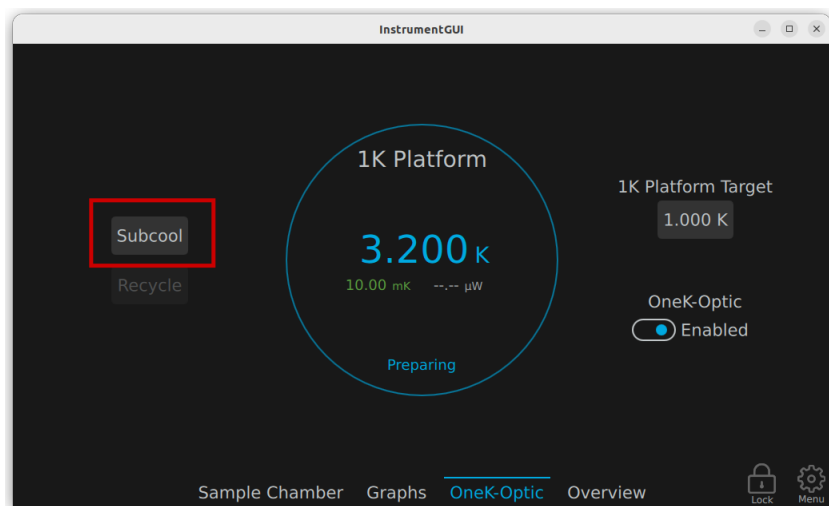 InstrumentGUI
1K Platform
3.200 K
10.00 mK --.-- µW
Preparing
Subcool
Recycle
1K Platform Target
1.000 K
OneK-Optic
Enabled
Sample Chamber Graphs OneK-Optic Overview
Lock Menu